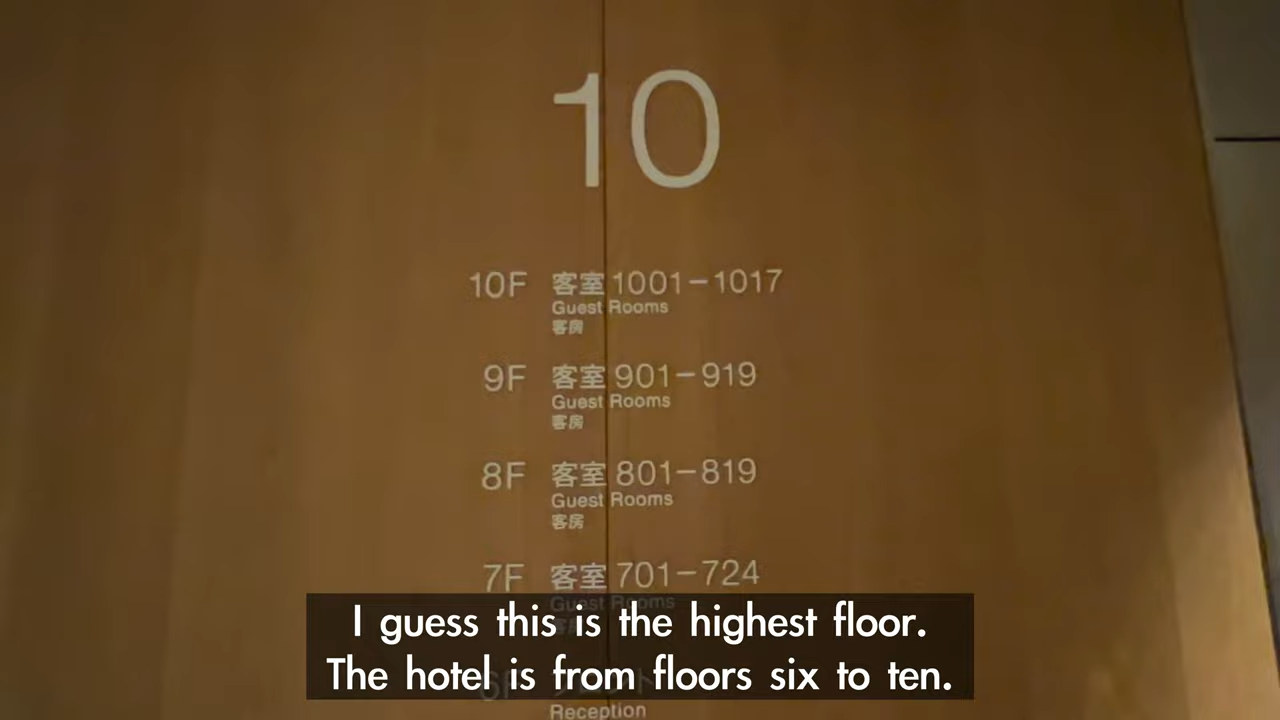 10
10F 客室 1001-1017
Guest Rooms
客房
9F 客室 901-919
Guest Rooms
客房
8F 客室 801-819
Guest Rooms
客房
7F 客室 701-724
Guest Rooms
I guess this is the highest floor.
The hotel is from floors six to ten.
Reception